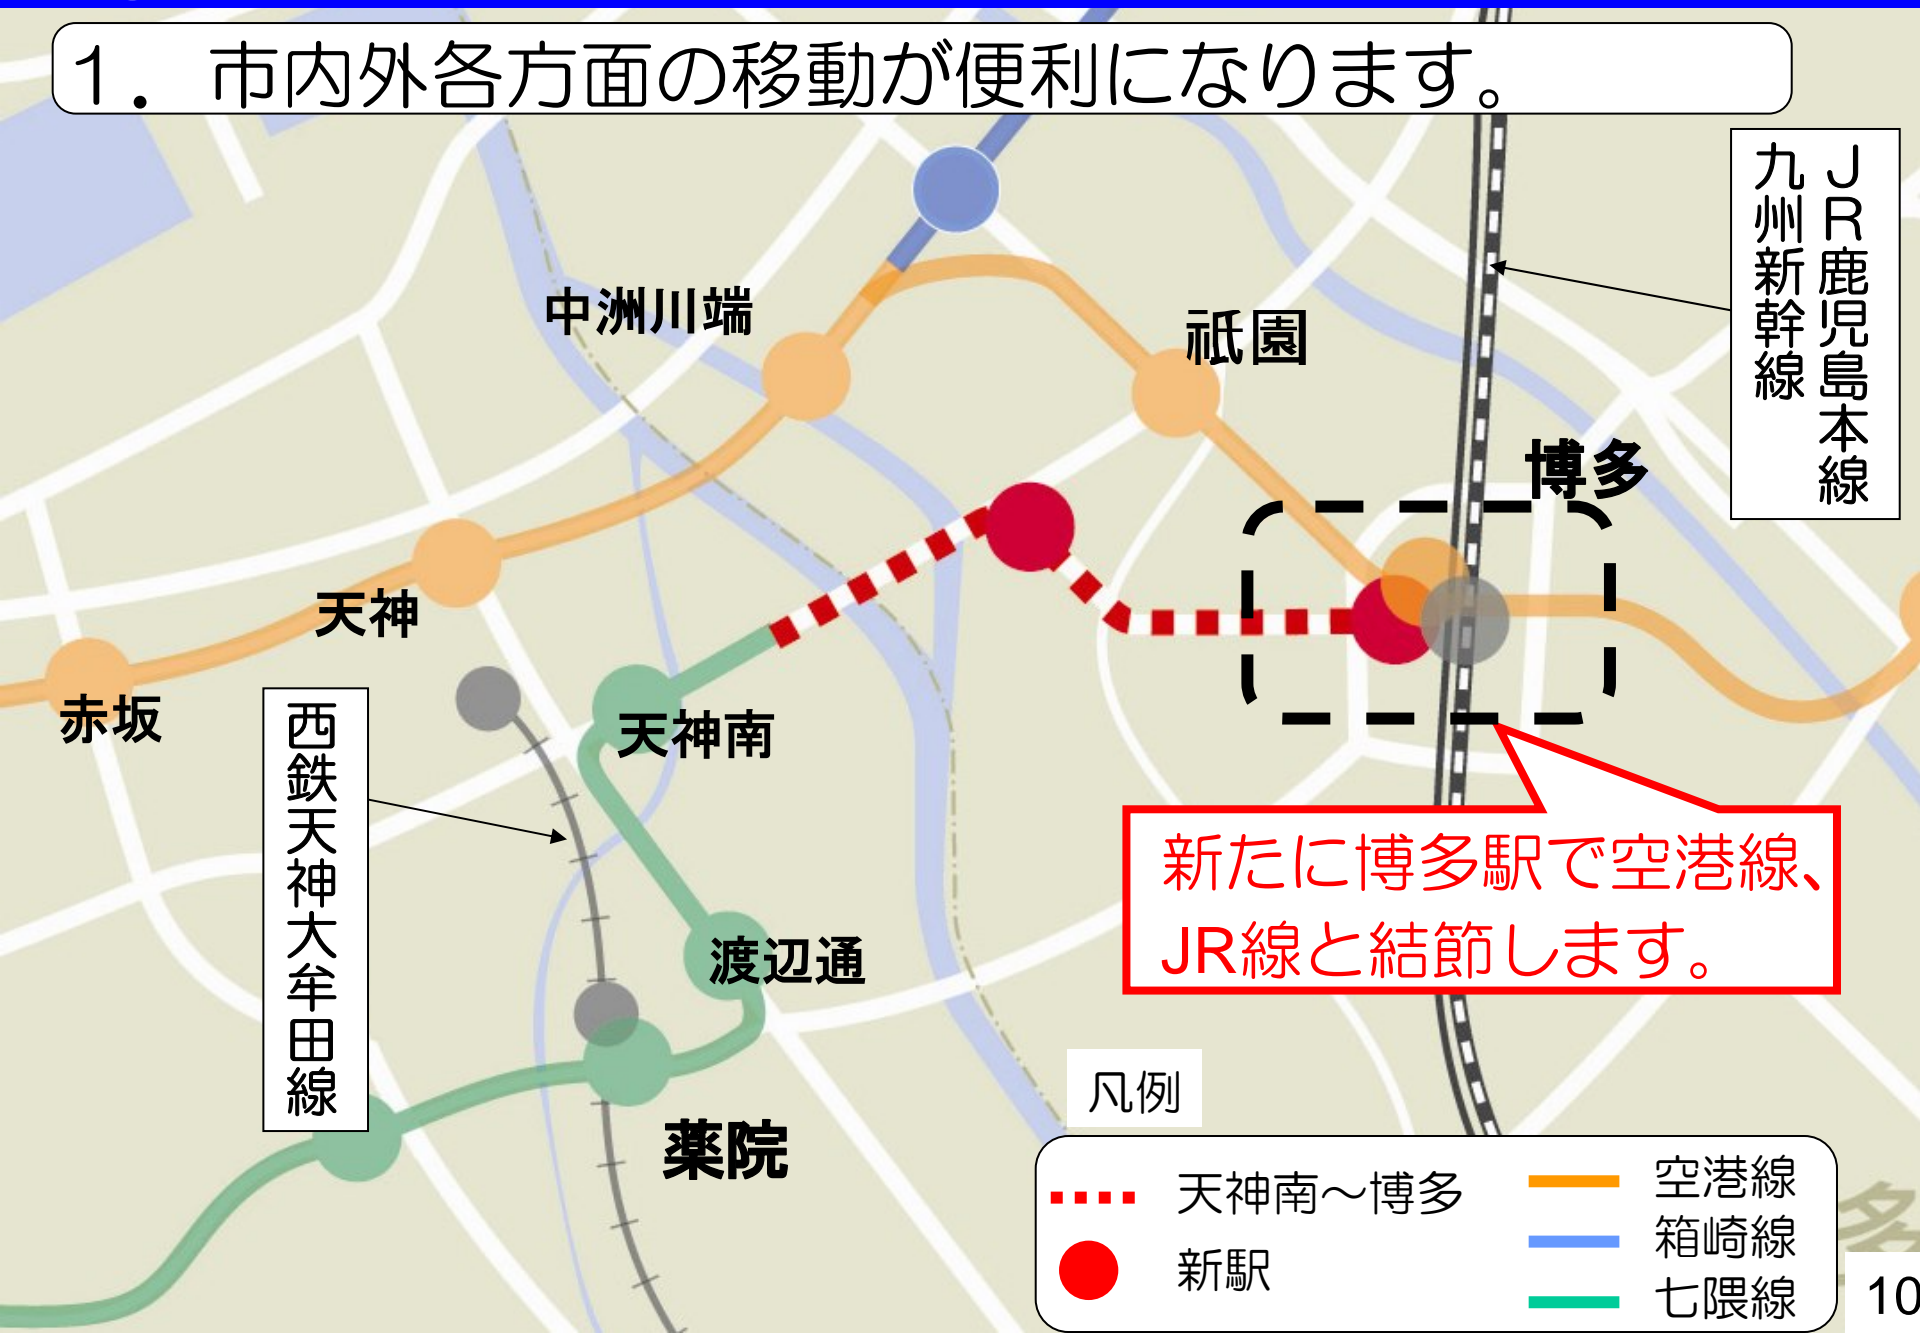 1. 市内外各方面の移動が便利になります。
JR鹿児島本線
九州新幹線
中洲川端
祇園
博多
天神
赤坂
天神南
西鉄天神大牟田線
渡辺通
薬院
新たに博多駅で空港線、
JR線と結節します。
凡例
天神南～博多
新駅
空港線
箱崎線
七隈線
多
10